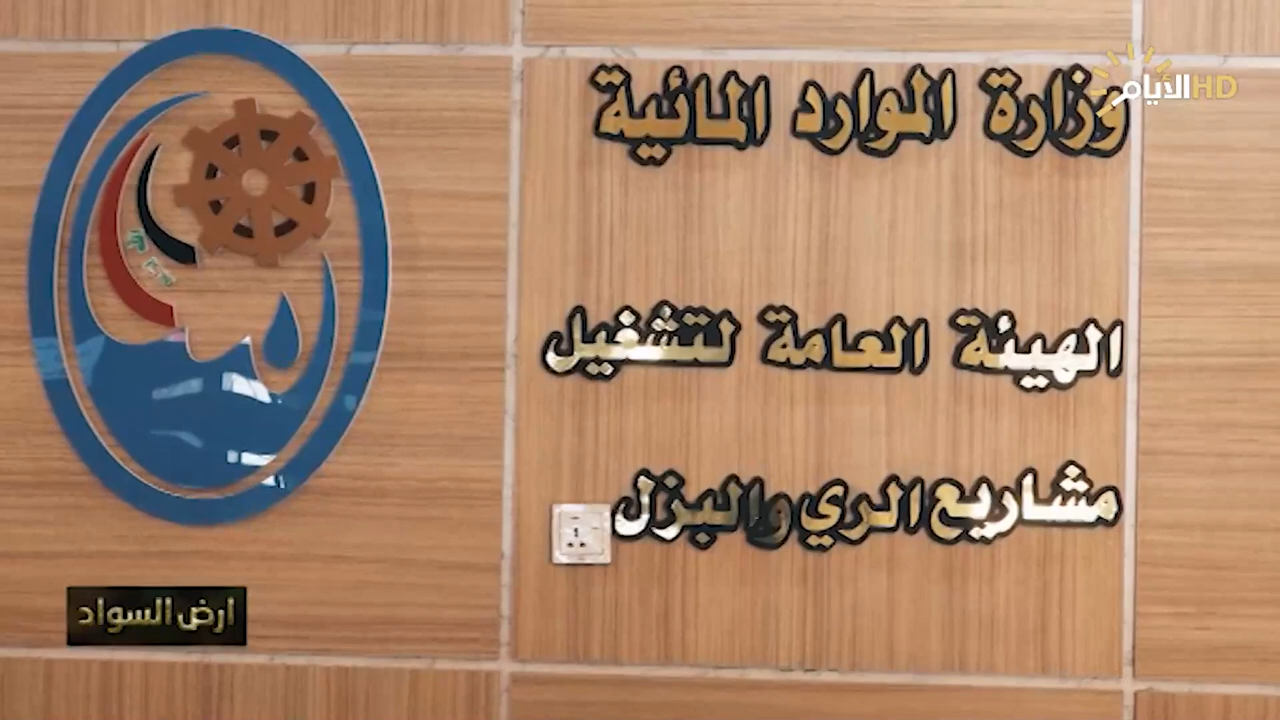 الأيام HD
وزارة الموارد المائية
الهيئة العامة لتشغيل
مشاريع الري والبزل
ارض السواد